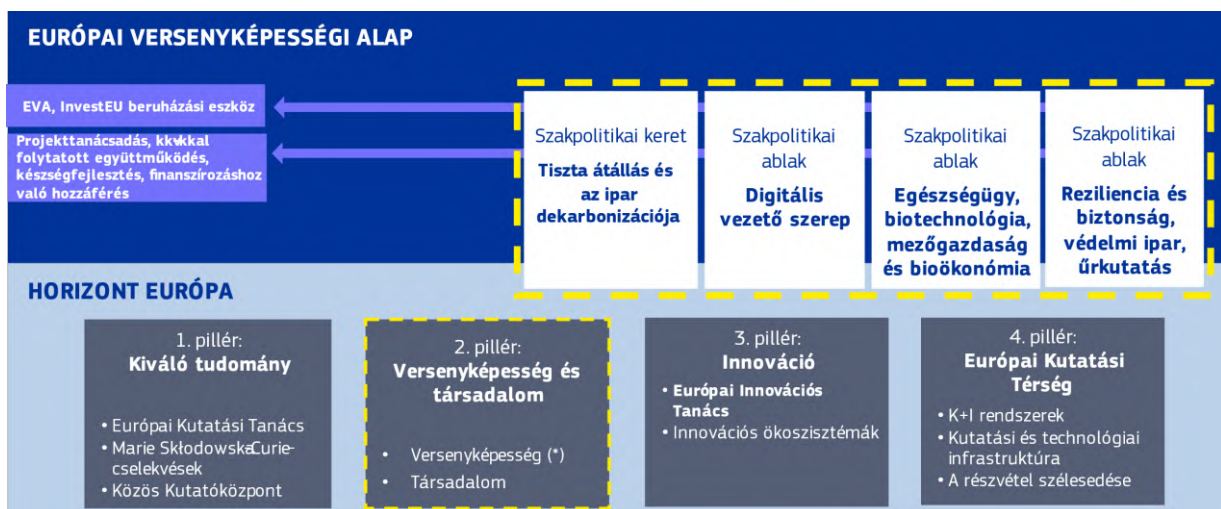 EURÓPAI VERSENYKÉPESSÉGI ALAP
EVA, InvestEU beruházási eszköz
Projekttanácsadás, kkvkkal
folytatott együttműködés,
készségfejlesztés, finanszírozáshoz
való hozzáférés
Szakpolitikai keret
Tiszta átállás és
az ipar
dekarbonizációja
Szakpolitikai
ablak
Digitális
vezető szerep
Szakpolitikai
ablak
Egészségügy,
biotechnológia,
mezőgazdaság
és bioökonómia
Szakpolitikai
ablak
Reziliencia és
biztonság,
védelmi ipar,
űrkutatás
HORIZONT EURÓPA
1. pillér:
Kiváló tudomány
• Európai Kutatási Tanács
• Marie Skłodowska-Curie-
cselekvések
• Közös Kutatóközpont
2. pillér:
Versenyképesség és
társadalom
• Versenyképesség (*)
• Társadalom
3. pillér:
Innováció
• Európai Innovációs
Tanács
• Innovációs ökoszisztémák
4. pillér:
Európai Kutatási
Térség
• K+I rendszerek
• Kutatási és technológiai
infrastruktúra
• A részvétel szélesedése